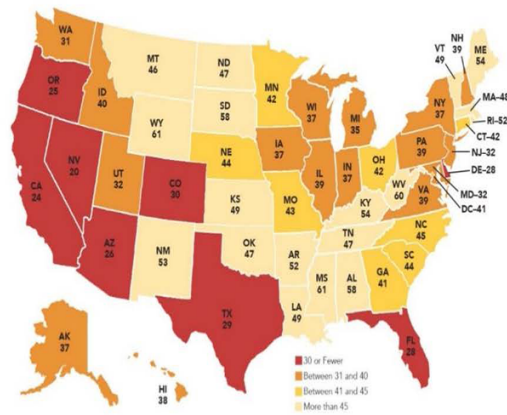 WA
31
OR
25
CA
24
NV
20
ID
40
MT
46
WY
61
UT
32
AZ
26
CO
30
NM
53
ND
47
SD
58
NE
44
KS
49
OK
47
TX
29
MN
42
IA
37
MO
43
AR
52
LA
49
WI
37
IL
39
MS
61
MI
35
IN
37
KY
54
TN
47
AL
58
OH
42
WV
60
VA
39
NC
45
SC
44
GA
41
FL
28
PA
39
NY
37
VT
49
NH
39
ME
54
MA-48
RI-52
CT-42
NJ-32
DE-28
MD-32
DC-41
AK
37
HI
38
30 or Fewer
Between 31 and 40
Between 41 and 45
More than 45